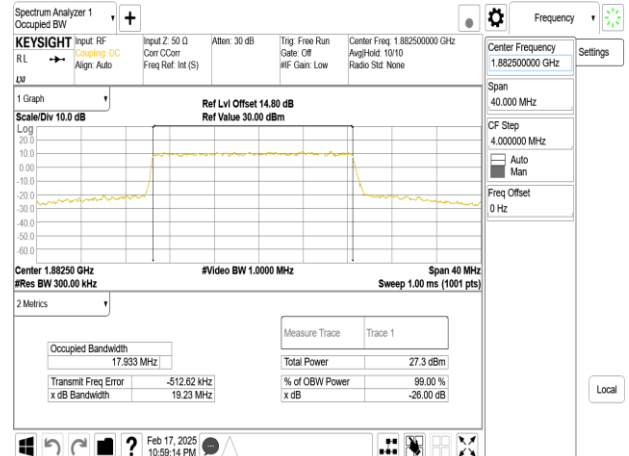 Spectrum Analyzer 1
Occupied BW
KEYSIGHT
R L
LXI
Input: RF
Coupling: DC
Align: Auto
Input Z: 50 Ω
Corr CCorr
Freq Ref: Int (S)
Atten: 30 dB
Trig: Free Run
Gate: Off
#IF Gain: Low
Center Freq: 1.882500000 GHz
Avg|Hold: 10/10
Radio Std: None
1 Graph
Scale/Div 10.0 dB
Ref Lvl Offset 14.80 dB
Ref Value 30.00 dBm
Log
20.0
10.0
0.00
-10.0
-20.0
-30.0
-40.0
-50.0
-60.0
Center 1.88250 GHz
#Res BW 300.00 kHz
#Video BW 1.0000 MHz
Span 40 MHz
Sweep 1.00 ms (1001 pts)
2 Metrics
Measure Trace Trace 1
Occupied Bandwidth
17.933 MHz
Total Power 27.3 dBm
Transmit Freq Error -512.62 kHz
% of OBW Power 99.00 %
x dB Bandwidth 19.23 MHz
x dB -26.00 dB
Feb 17, 2025
10:59:14 PM
Frequency
Center Frequency
1.882500000 GHz
Settings
Span
40.000 MHz
CF Step
4.000000 MHz
Auto
Man
Freq Offset
0 Hz
Local